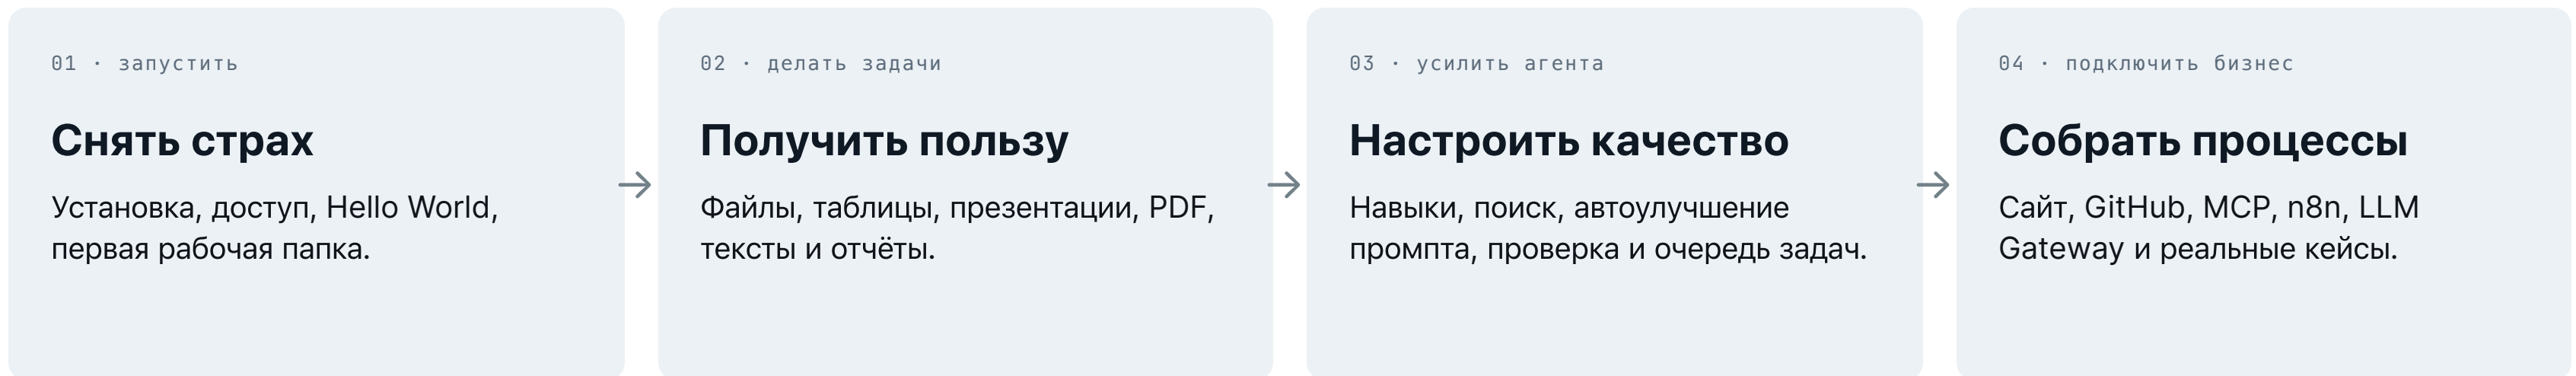 01 · запустить
Снять страх
Установка, доступ, Hello World,
первая рабочая папка.
02 · делать задачи
Получить пользу
Файлы, таблицы, презентации, PDF,
тексты и отчёты.
03 · усилить агента
Настроить качество
Навыки, поиск, автоулучшение
промпта, проверка и очередь задач.
04 · подключить бизнес
Собрать процессы
Сайт, GitHub, MCP, n8n, LLM
Gateway и реальные кейсы.